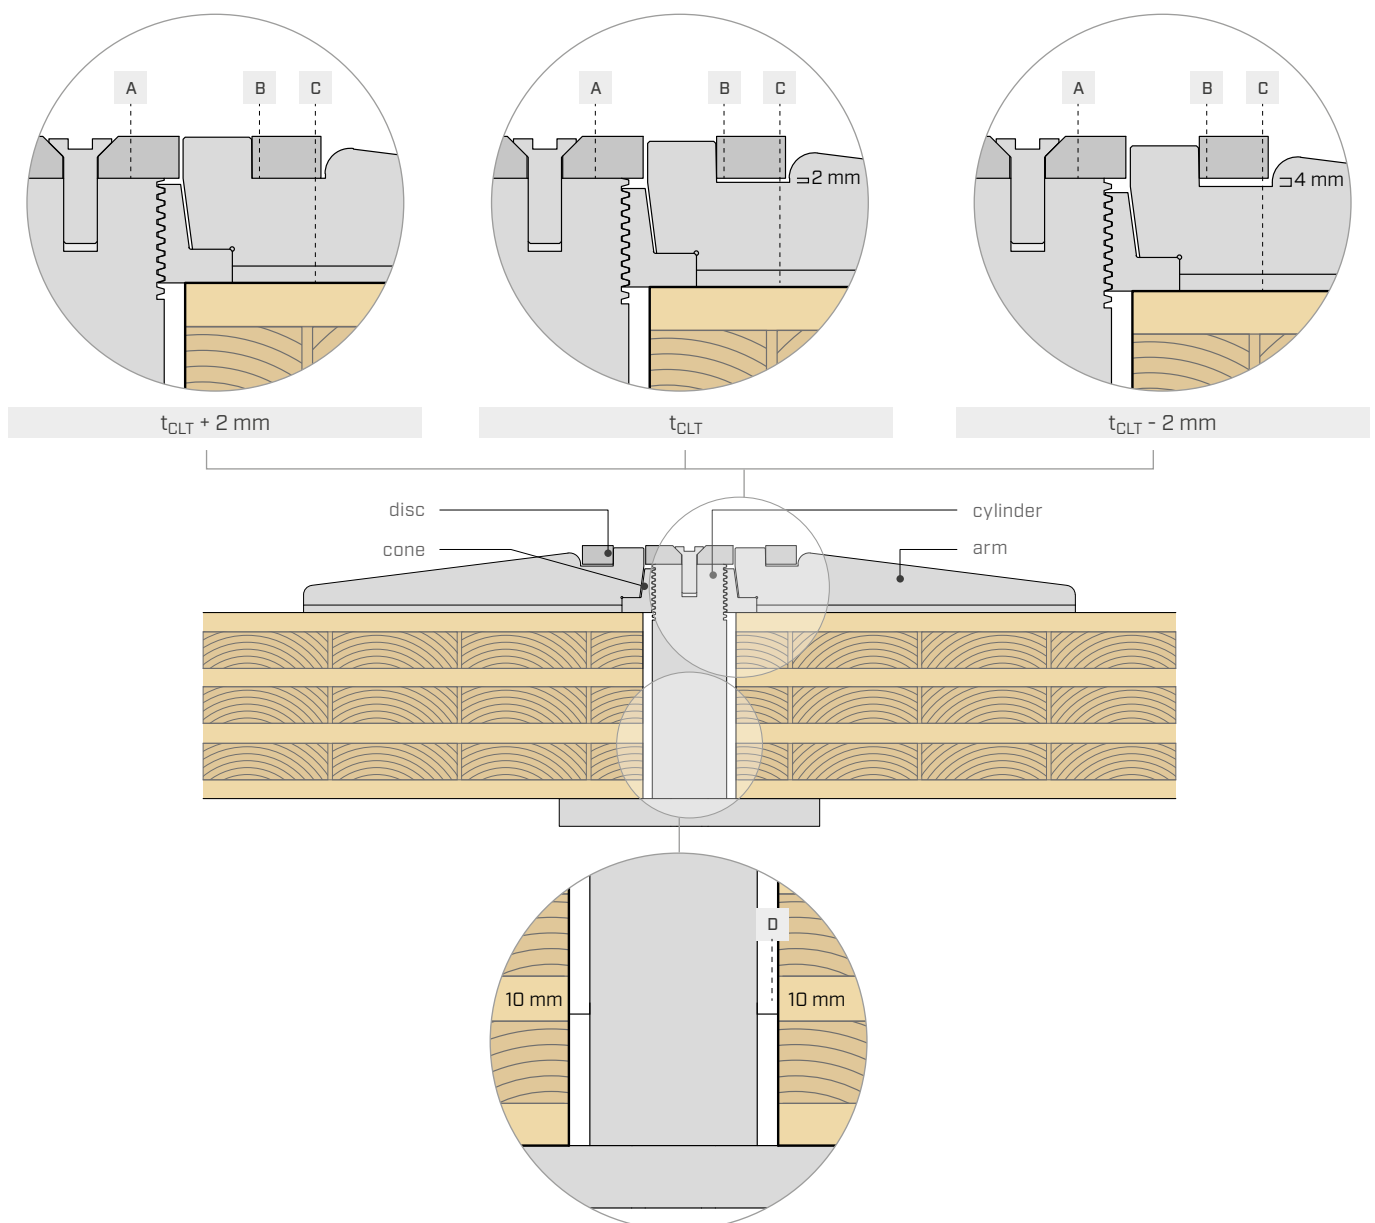 A B C
A B C
2 mm
A B C
4 mm
tCLT + 2 mm
tCLT
tCLT - 2 mm
disc
cone
cylinder
arm
D
10 mm
10 mm